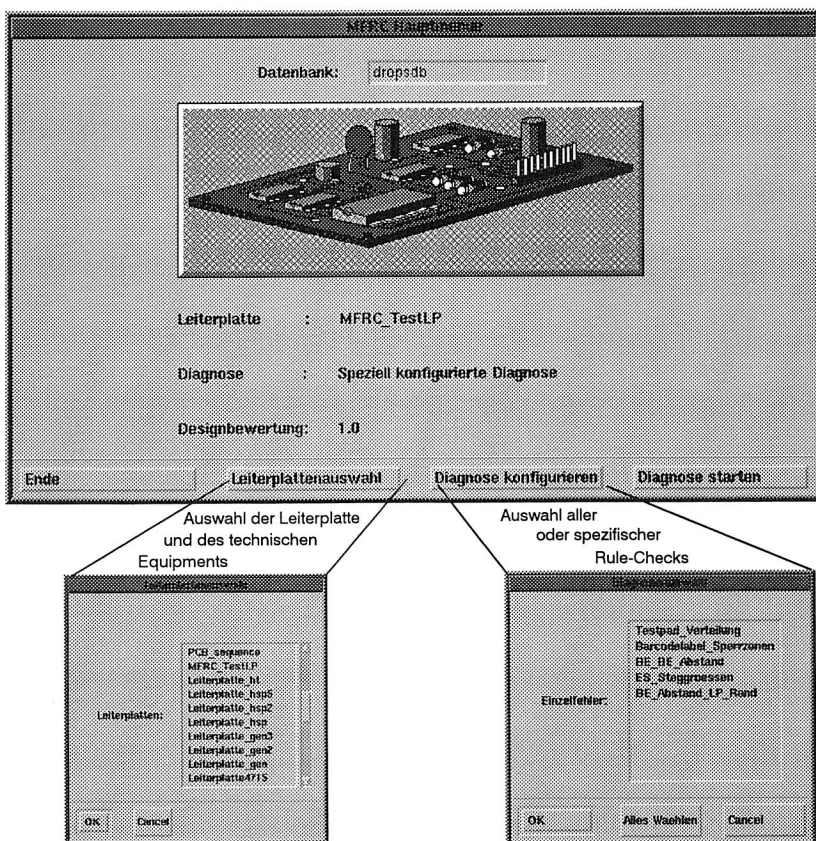 MFRC Hauptmenue
Datenbank: dropsdb
Leiterplatte : MFRC_TestLP
Diagnose : Speziell konfigurierte Diagnose
Designbewertung: 1.0
Ende Leiterplattenauswahl Diagnose konfigurieren Diagnose starten
Auswahl der Leiterplatte
und des technischen
Equipments
Auswahl aller
oder spezifischer
Rule-Checks
Leiterplatten:
PCB_sequence
MFRC_TestLP
Leiterplatte_ht
Leiterplatte_hsp5
Leiterplatte_hsp2
Leiterplatte_hsp
Leiterplatte_gen3
Leiterplatte_gen2
Leiterplatte_gen
Leiterplatte4715
OK Cancel
Einzelfehler:
Testpad_Verteilung
Barcodelabel_Sperrzonen
BE_BE_Abstand
ES_Steggroessen
BE_Abstand_LP_Rand
OK Alles Waehlen Cancel